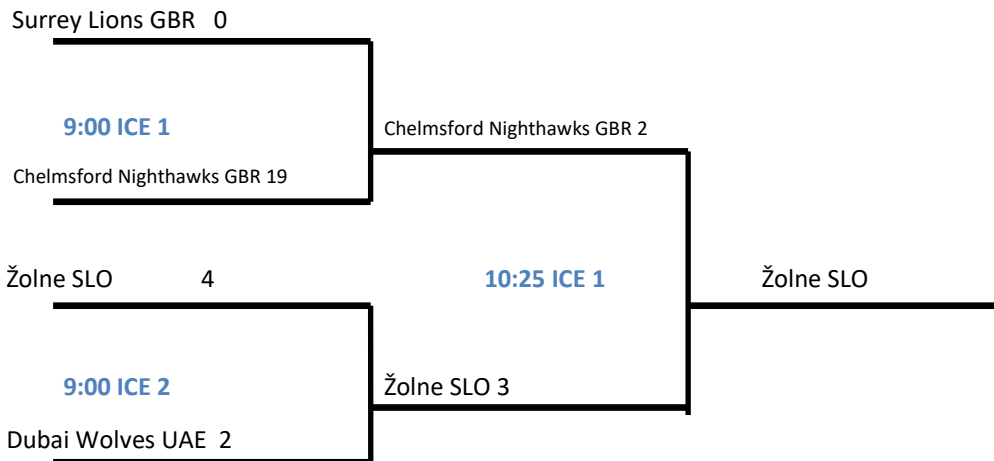 Surrey Lions GBR 0
9:00 ICE 1
Chelmsford Nighthawks GBR 2
Chelmsford Nighthawks GBR 19
Žolne SLO 4
10:25 ICE 1
Žolne SLO
9:00 ICE 2
Žolne SLO 3
Dubai Wolves UAE 2